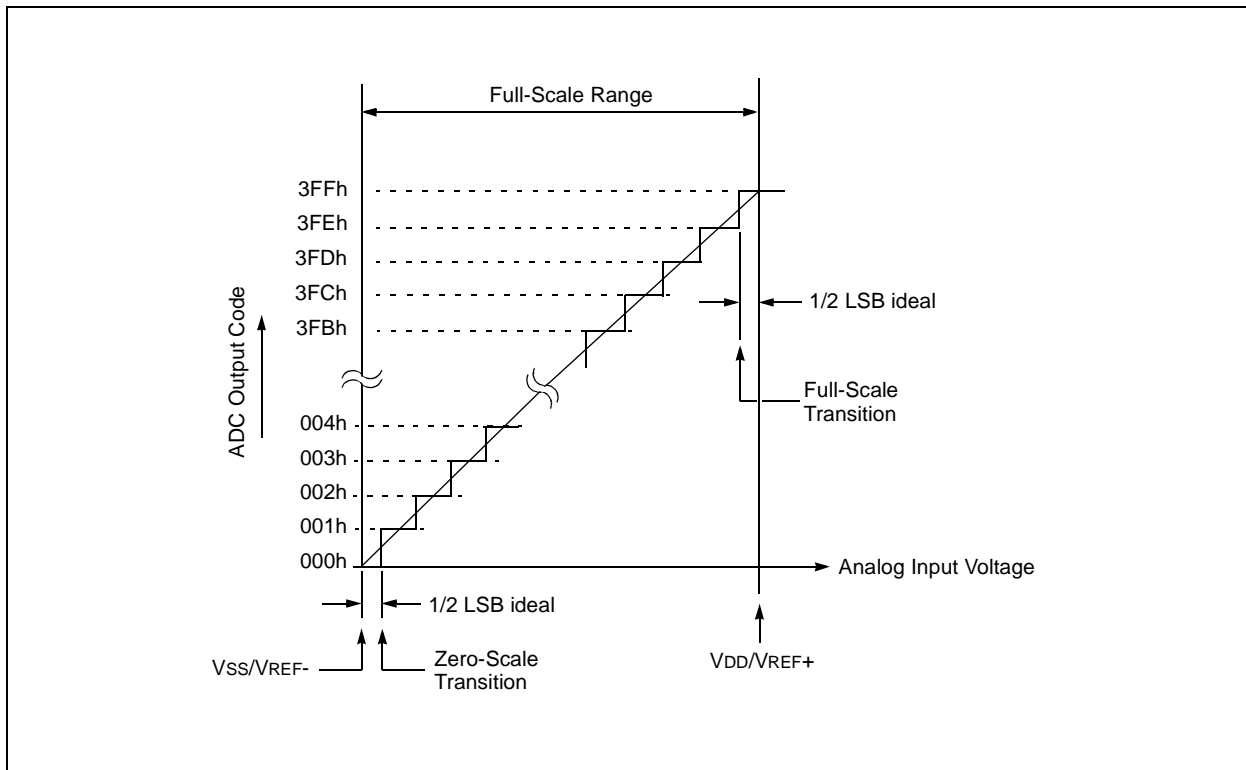 Full-Scale Range
3FFh
3FEh
3FDh
3FCh
3FBh
1/2 LSB ideal
ADC Output Code
Full-Scale
Transition
004h
003h
002h
001h
000h
Analog Input Voltage
1/2 LSB ideal
VSS/VREF-
Zero-Scale
Transition
VDD/VREF+